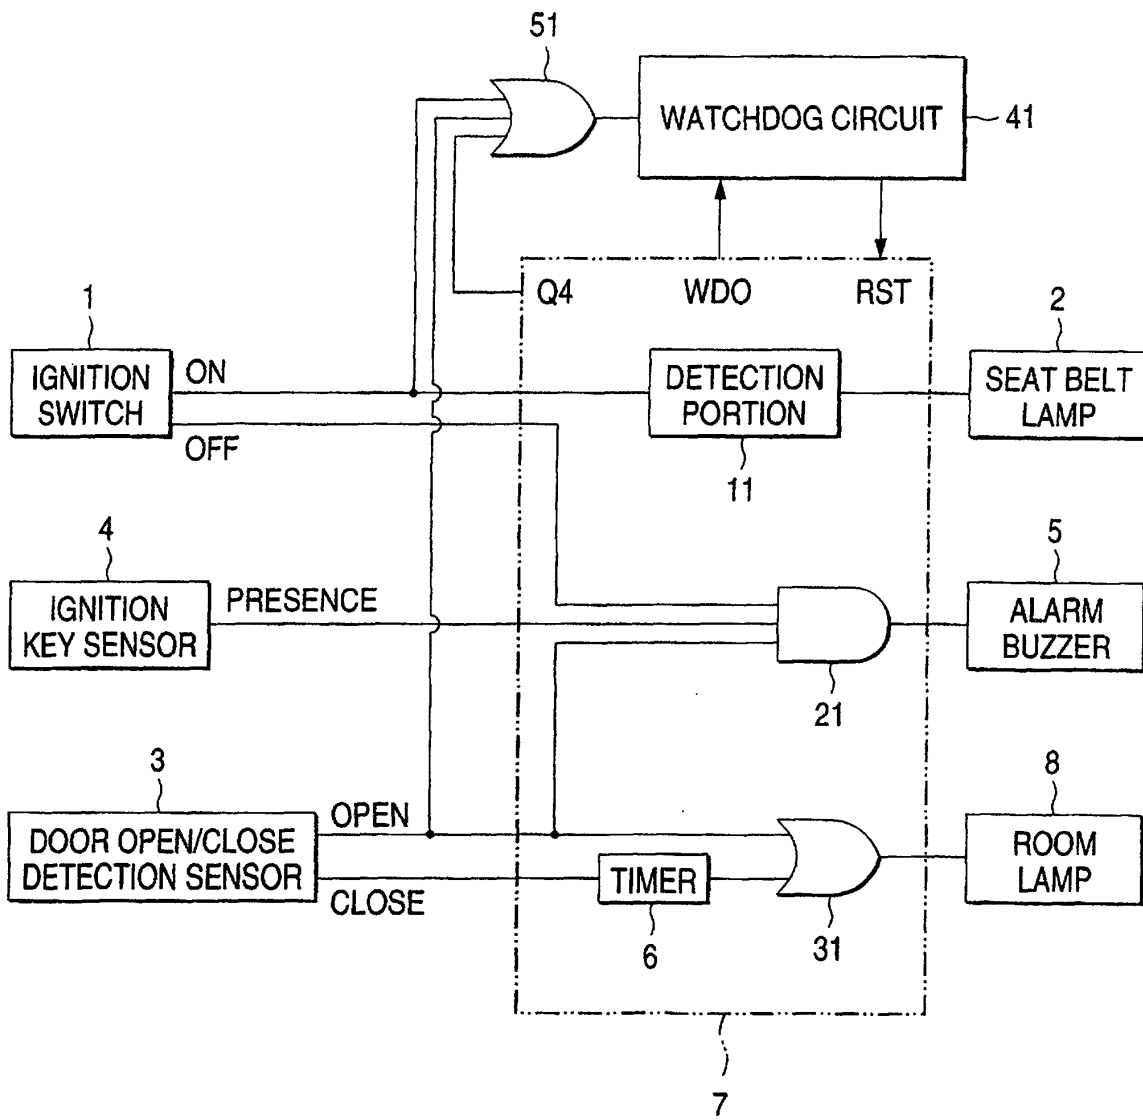 51
WATCHDOG CIRCUIT
41
Q4
WDO
RST
1
2
IGNITION
SWITCH
ON
OFF
DETECTION
PORTION
11
SEAT BELT
LAMP
4
5
IGNITION
KEY SENSOR
PRESENCE
21
ALARM
BUZZER
3
8
DOOR OPEN/CLOSE
DETECTION SENSOR
OPEN
CLOSE
TIMER
6
31
ROOM
LAMP
7